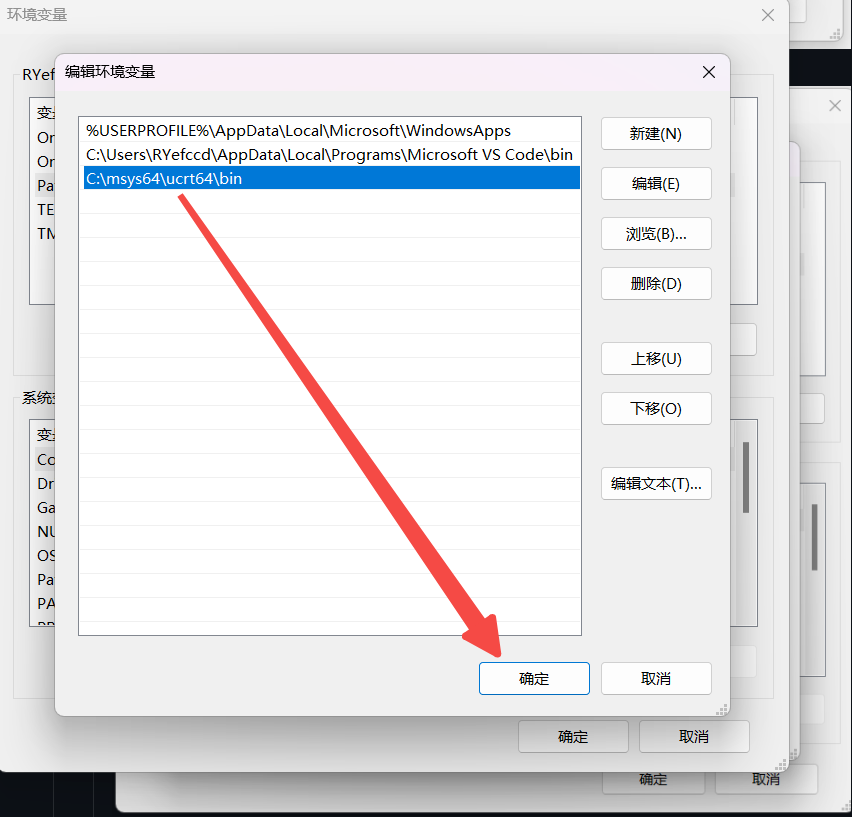 环境变量
编辑环境变量
%USERPROFILE%\AppData\Local\Microsoft\WindowsApps
C:\Users\RYefccd\AppData\Local\Programs\Microsoft VS Code\bin
C:\msys64\ucrt64\bin
新建(N)
编辑(E)
浏览(B)...
删除(D)
上移(U)
下移(O)
编辑文本(T)...
确定
取消
RYef
变
On
On
Pa
TE
TM
系统
变
Co
Dr
Ga
NU
OS
Pa
PA
确定
取消
确定
取消